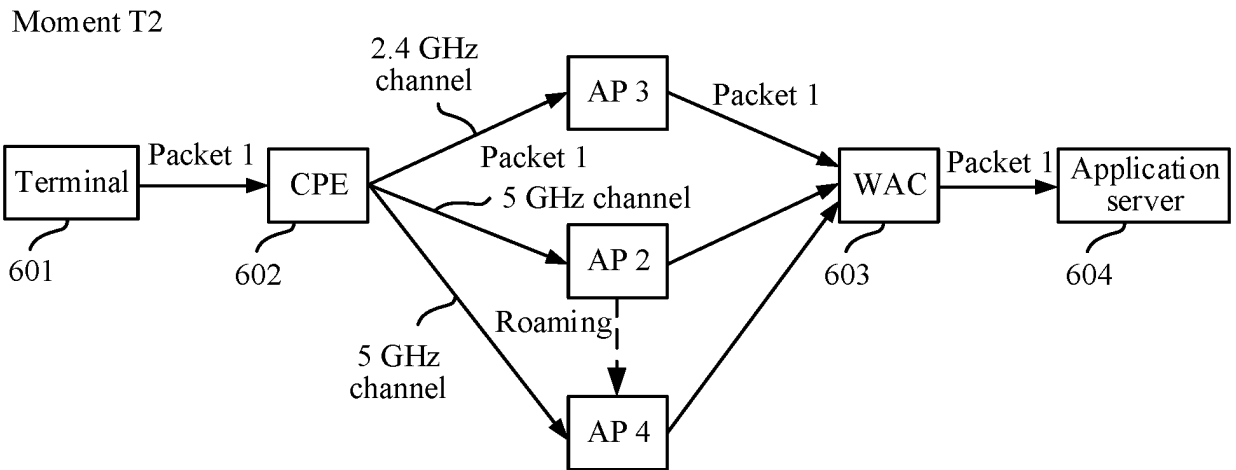 Moment T2
2.4 GHz
channel
AP 3
Packet 1
Packet 1
Packet 1
Packet 1
Terminal
CPE
5 GHz channel
WAC
Application
server
601
602
AP 2
603
604
Roaming
5 GHz
channel
AP 4